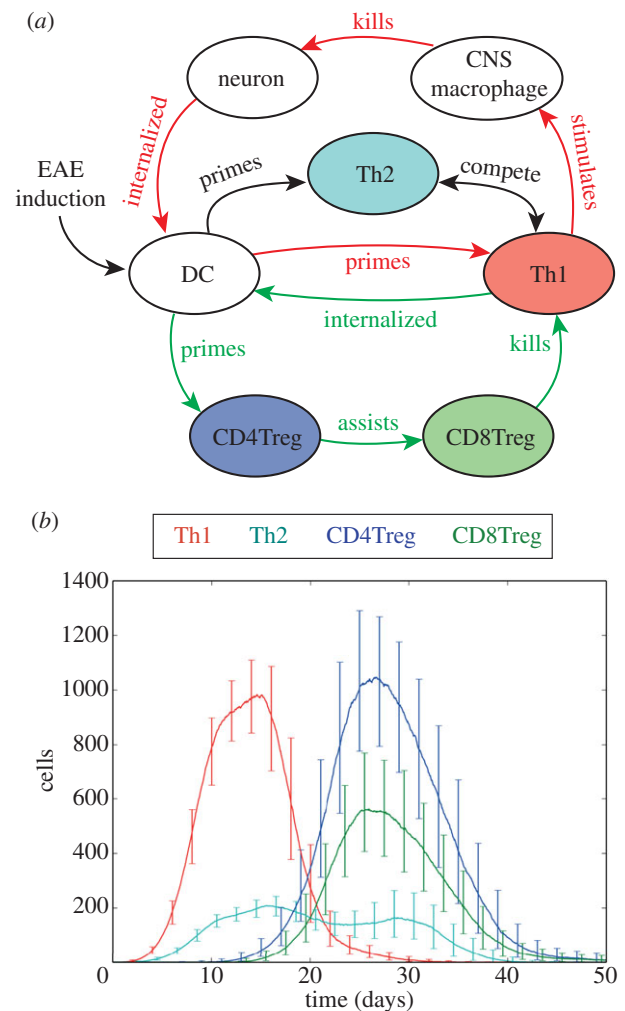 (a)
kills
neuron
CNS
macrophage
internalized
stimulates
EAE
induction
primes
Th2
compete
DC
primes
Th1
internalized
primes
kills
CD4Treg
assists
CD8Treg
(b)
Th1 Th2 CD4Treg CD8Treg
1400
1200
1000
800
600
400
200
cells
0 10 20 30 40 50
time (days)